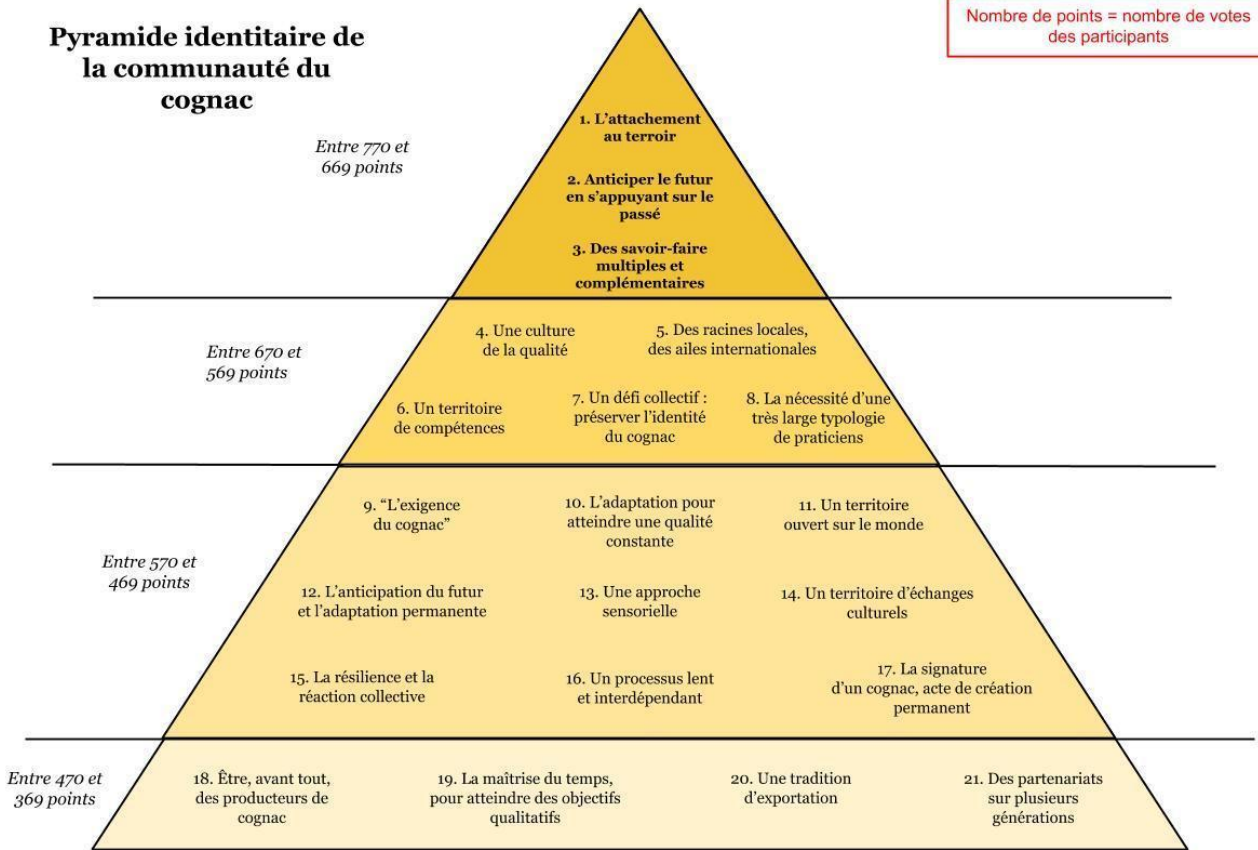 Pyramide identitaire de
la communauté du
cognac
Nombre de points = nombre de votes
des participants
Entre 770 et
669 points
1. L’attachement
au terroir
2. Anticiper le futur
en s’appuyant sur le
passé
3. Des savoir-faire
multiples et
complémentaires
Entre 670 et
569 points
4. Une culture
de la qualité
5. Des racines locales,
des ailes internationales
6. Un territoire
de compétences
7. Un défi collectif :
préserver l’identité
du cognac
8. La nécessité d’une
très large typologie
de praticiens
Entre 570 et
469 points
9. “L’exigence
du cognac”
10. L’adaptation pour
atteindre une qualité
constante
11. Un territoire
ouvert sur le monde
12. L’anticipation du futur
et l’adaptation permanente
13. Une approche
sensorielle
14. Un territoire d’échanges
culturels
15. La résilience et la
réaction collective
16. Un processus lent
et interdépendant
17. La signature
d’un cognac, acte de création
permanent
Entre 470 et
369 points
18. Être, avant tout,
des producteurs de
cognac
19. La maîtrise du temps,
pour atteindre des objectifs
qualitatifs
20. Une tradition
d’exportation
21. Des partenariats
sur plusieurs
générations